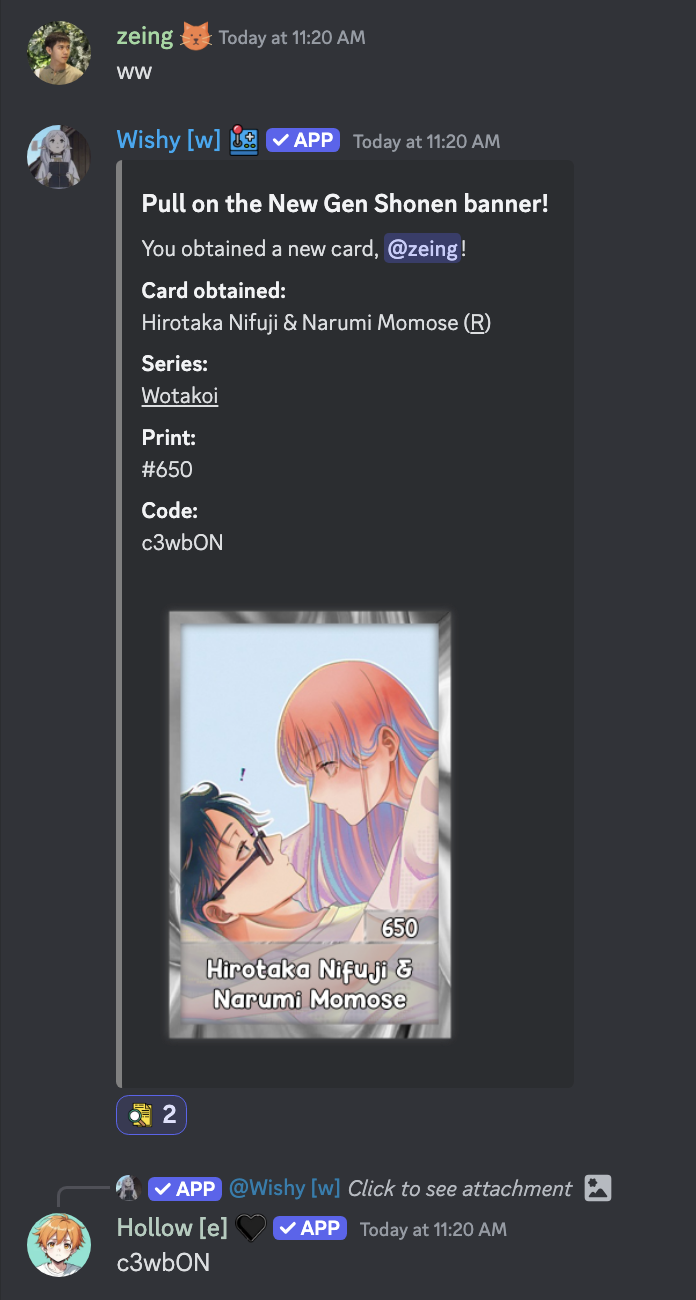 zeing Today at 11:20 AM
ww
Wishy [w] APP Today at 11:20 AM
Pull on the New Gen Shonen banner!
You obtained a new card, @zeing!
Card obtained:
Hirotaka Nifuji & Narumi Momose (R)
Series:
Wotakoi
Print:
#650
Code:
c3wbON
!
650
Hirotaka Nifuji &
Narumi Momose
2
APP @Wishy [w] Click to see attachment
Hollow [e] APP Today at 11:20 AM
c3wbON